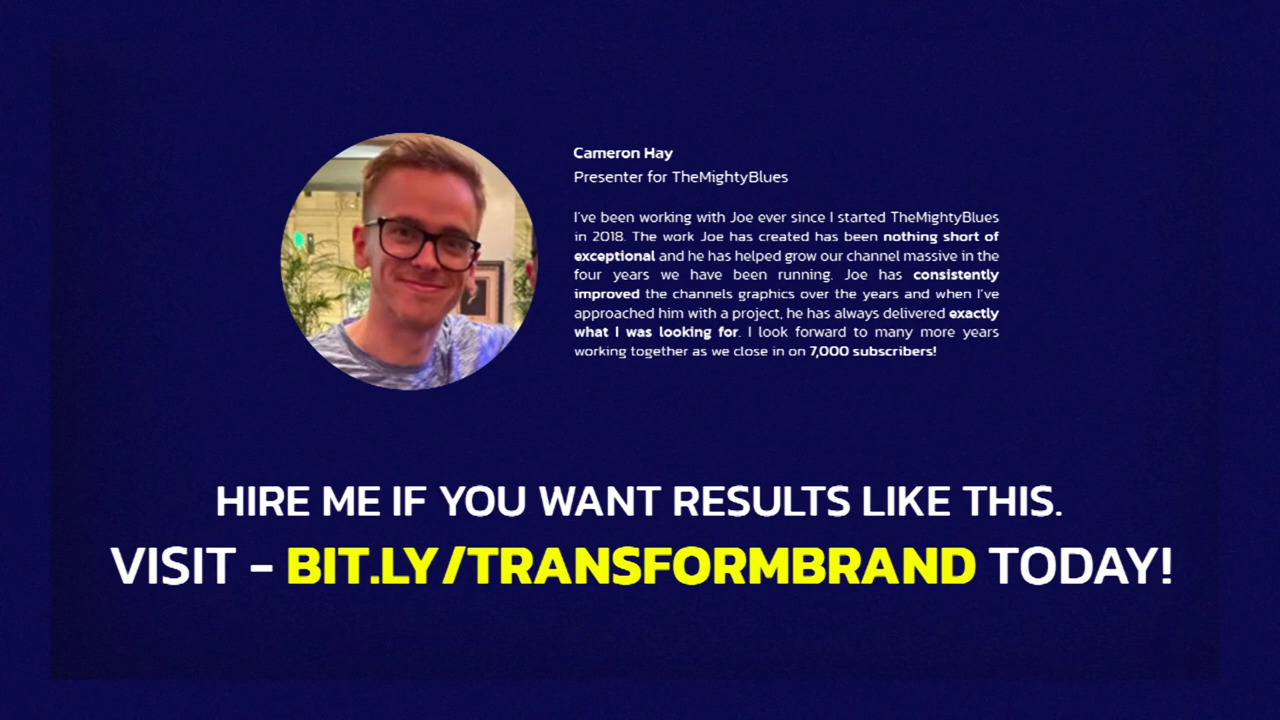 Cameron Hay
Presenter for TheMightyBlues
I've been working with Joe ever since I started TheMightyBlues
in 2018. The work Joe has created has been nothing short of
exceptional and he has helped grow our channel massive in the
four years we have been running. Joe has consistently
improved the channels graphics over the years and when I've
approached him with a project, he has always delivered exactly
what I was looking for. I look forward to many more years
working together as we close in on 7,000 subscribers!
HIRE ME IF YOU WANT RESULTS LIKE THIS.
VISIT - BIT.LY/TRANSFORMBRAND TODAY!